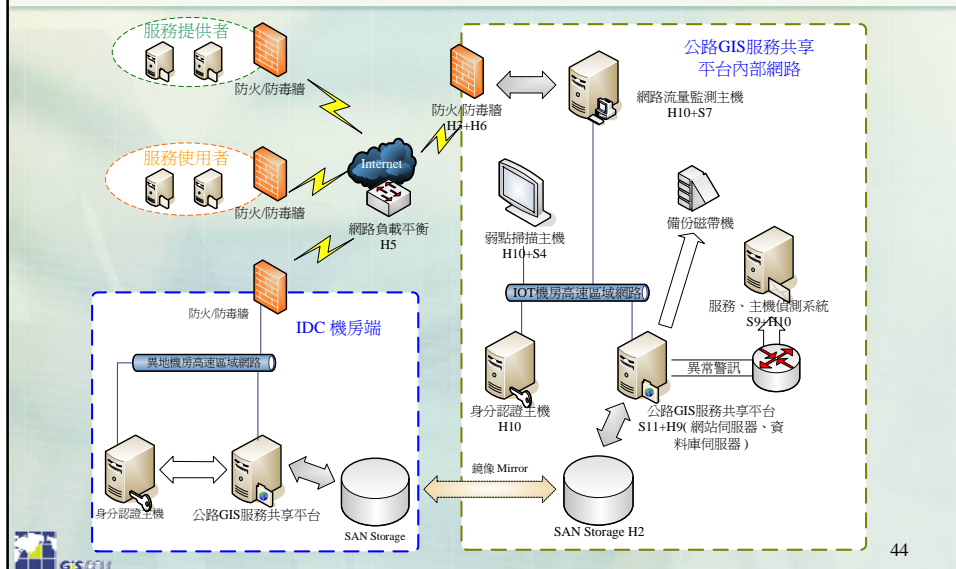 服務提供者
防火/防毒牆
服務使用者
防火/防毒牆
Internet
網路負載平衡
H5
防火/防毒牆
H3+H6
公路GIS服務共享
平台內部網路
網路流量監測主機
H10+S7
弱點掃描主機
H10+S4
備份磁帶機
服務、主機偵測系統
S9+H10
IOT機房高速區域網路
異常警訊
身分認證主機
H10
公路GIS服務共享平台
S11+H9( 網站伺服器、資
料庫伺服器 )
防火/防毒牆
IDC 機房端
異地機房高速區域網路
身分認證主機
公路GIS服務共享平台
SAN Storage
鏡像 Mirror
SAN Storage H2
44